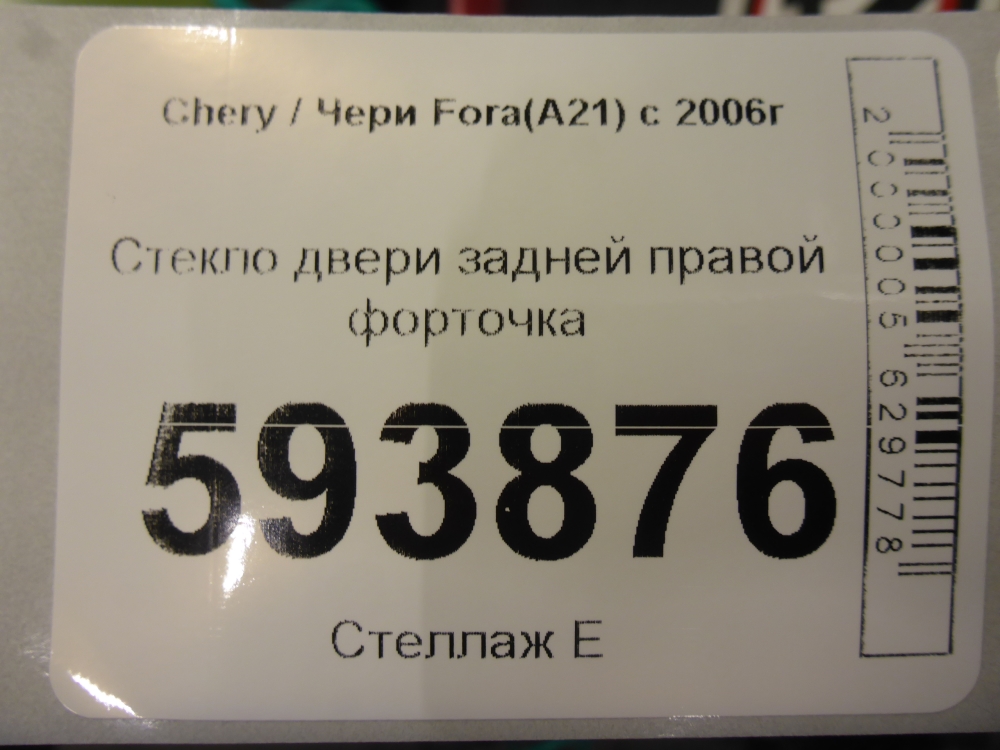 Chery / Чери Fora(A21) с 2006г
Стекло двери задней правой
форточка
593876
Стеллаж Е
2000005629778